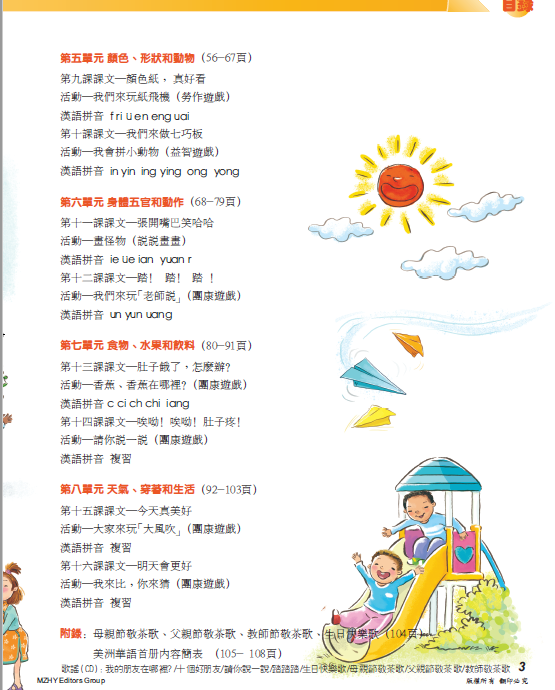 目錄
第五單元 顏色、形狀和動物（56–67頁）
第九課課文—顏色紙，真好看
活動—我們來玩紙飛機（勞作遊戲）
漢語拼音 f ri ü en eng uai
第十課課文—我們來做七巧板
活動—我會拼小動物（益智遊戲）
漢語拼音 in yin ing ying ong yong
第六單元 身體五官和動作（68–79頁）
第十一課課文—張開嘴巴笑哈哈
活動—畫怪物（説説畫畫）
漢語拼音 ie üe ian yuan r
第十二課課文—踏！踏！踏！
活動—我們來玩「老師説」（團康遊戲）
漢語拼音 un yun uang
第七單元 食物、水果和飲料（80–91頁）
第十三課課文—肚子餓了，怎麼辦?
活動—香蕉、香蕉在哪裡?（團康遊戲）
漢語拼音 c ci ch chi iang
第十四課課文—唉呦！唉呦！肚子疼！
活動—請你説一説（團康遊戲）
漢語拼音 複習
第八單元 天氣、穿著和生活（92–103頁）
第十五課課文—今天真美好
活動—大家來玩「大風吹」（團康遊戲）
漢語拼音 複習
第十六課課文—明天會更好
活動—我來比，你來猜（團康遊戲）
漢語拼音 複習
附錄：母親節敬茶歌、父親節敬茶歌、教師節敬茶歌、生日快樂歌（104頁）
美洲華語首册內容簡表（105– 108頁）
歌謠(CD)：我的朋友在哪裡?/十個好朋友/請你說一說/踏踏踏/生日快樂歌/母親節敬茶歌/父親節敬茶歌/教師敬茶歌 3
MZHY Editors Group 版權所有 翻印必究